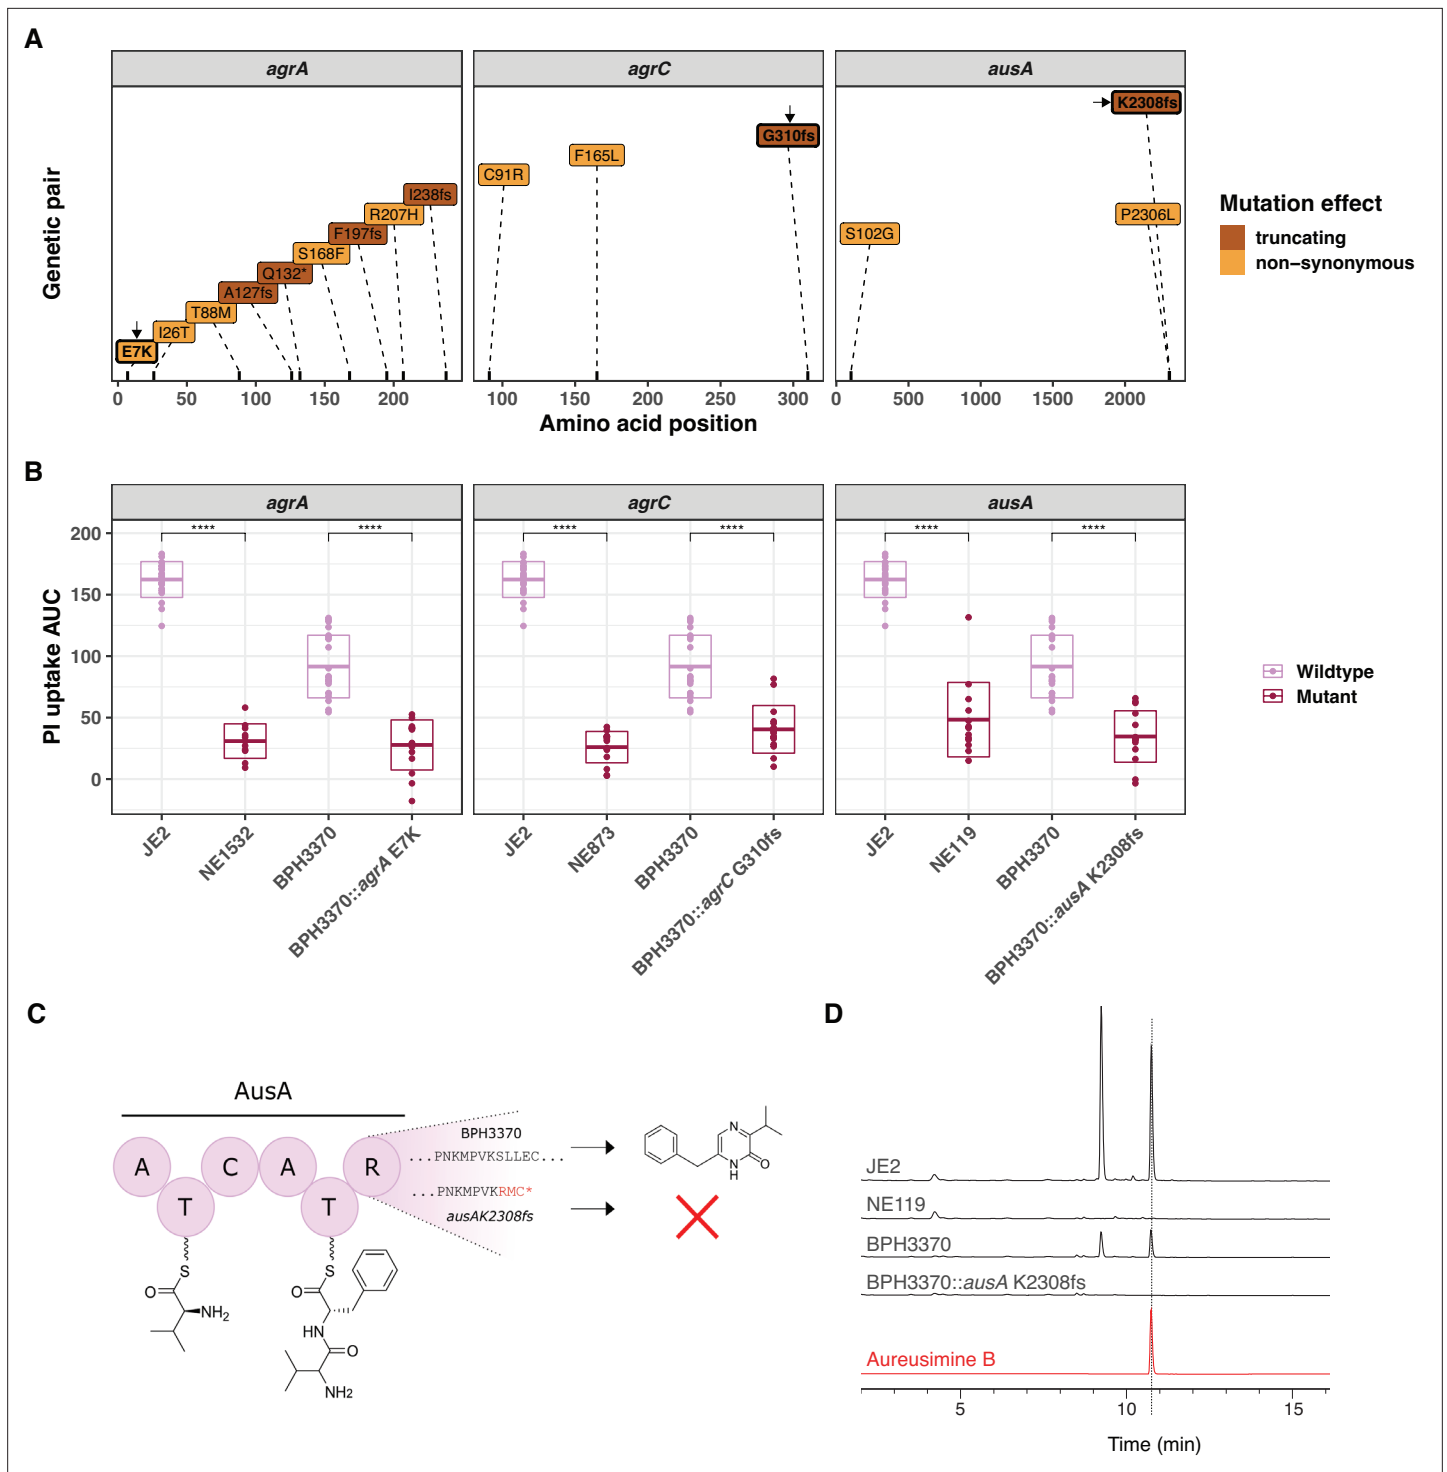 A
agrA
agrC
ausA
Genetic pair
K2308fs
G310fs
F165L
C91R
I238fs
R207H
P2306L
F197fs
S102G
S168F
Q132*
A127fs
T88M
I26T
E7K
Mutation effect
truncating
non−synonymous
0 50 100 150 200
100 150 200 250 300
0 500 1000 1500 2000
Amino acid position
B
agrA
agrC
ausA
PI uptake AUC
200
150
100
50
0
**** ****
**** ****
**** ****
Wildtype
Mutant
JE2
NE1532
BPH3370
BPH3370::agrA E7K
JE2
NE873
BPH3370
BPH3370::agrC G310fs
JE2
NE119
BPH3370
BPH3370::ausA K2308fs
C
AusA
A
T
C
A
T
R
BPH3370
...PNKMPVKSLLEC...
...PNKMPVKRMC*
ausAK2308fs
N
N
H
O
S
O
NH2
S
O
HN
O
NH2
D
JE2
NE119
BPH3370
BPH3370::ausA K2308fs
Aureusimine B
5 10 15
Time (min)